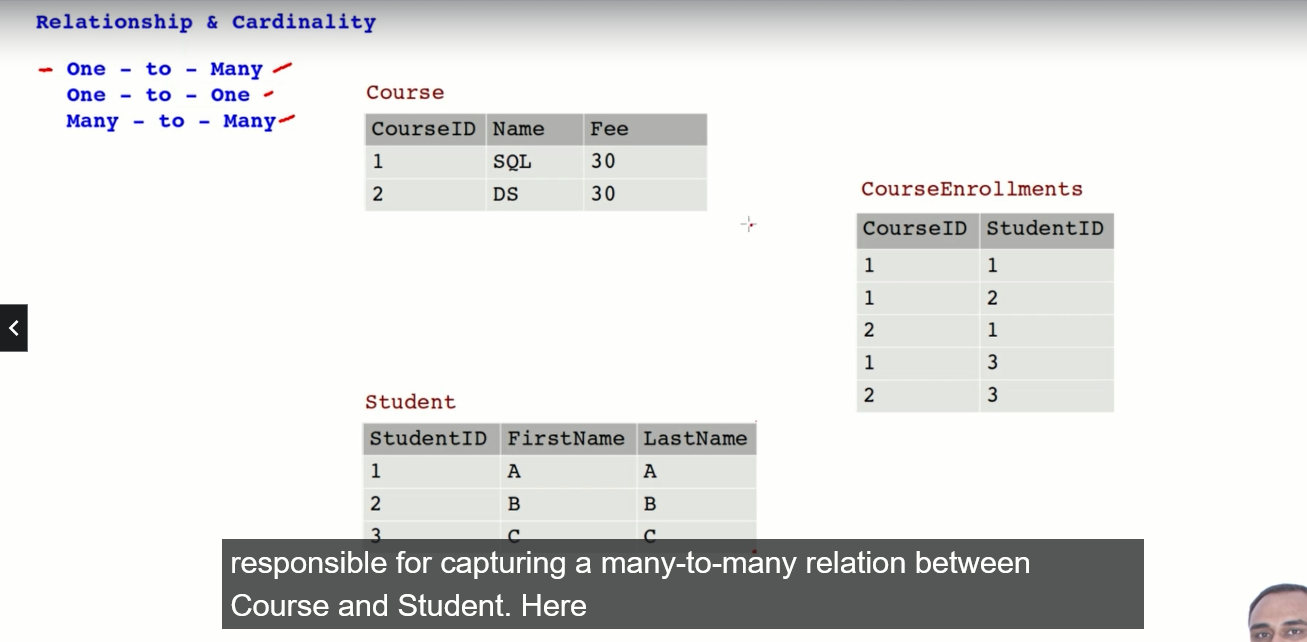 Relationship & Cardinality
One - to - Many
One - to - One
Many - to - Many
Course
CourseID Name Fee
1 SQL 30
2 DS 30
CourseEnrollments
CourseID StudentID
1 1
1 2
2 1
1 3
2 3
Student
StudentID FirstName LastName
1 A A
2 B B
3 C C
responsible for capturing a many-to-many relation between
Course and Student. Here